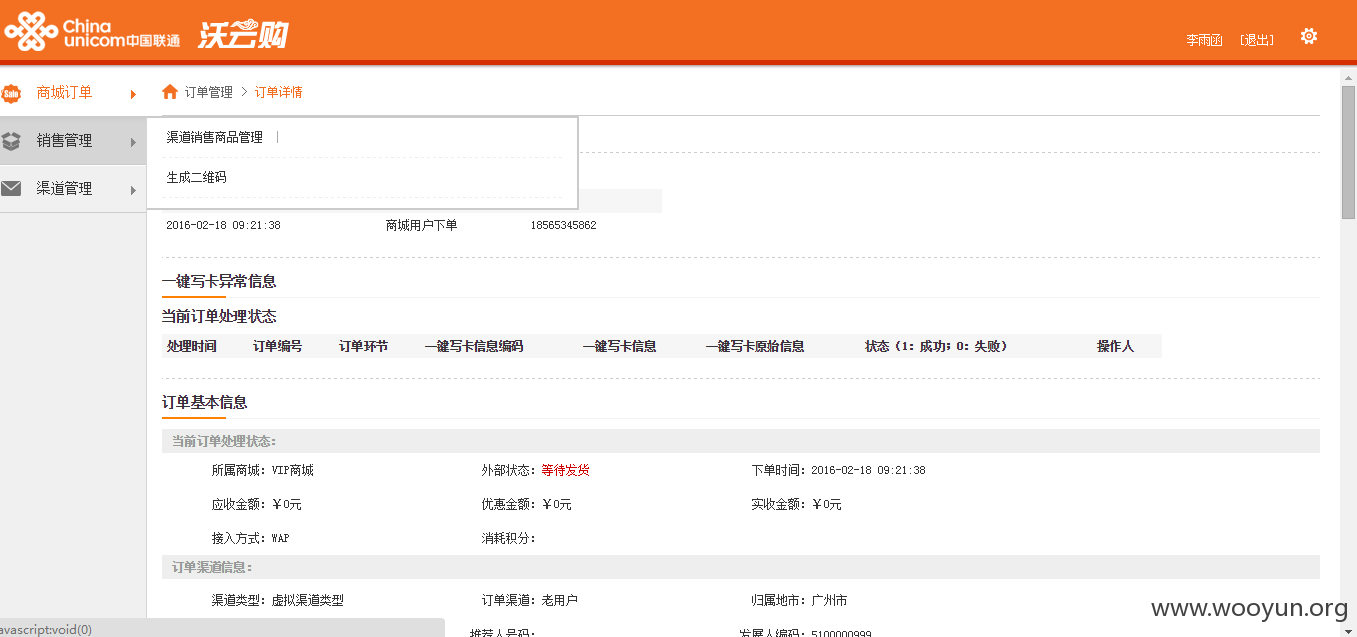 China unicom中国联通 沃云购
李雨函 [退出]
Sale 商城订单
订单管理 > 订单详情
销售管理
渠道管理
渠道销售商品管理 |
生成二维码
2016-02-18 09:21:38 商城用户下单 18565345862
一键写卡异常信息
当前订单处理状态
处理时间 订单编号 订单环节 一键写卡信息编码 一键写卡信息 一键写卡原始信息 状态（1：成功；0：失败） 操作人
订单基本信息
当前订单处理状态：
所属商城：VIP商城 外部状态：等待发货 下单时间：2016-02-18 09:21:38
应收金额：￥0元 优惠金额：￥0元 实收金额：￥0元
接入方式：WAP 消耗积分：
订单渠道信息：
渠道类型：虚拟渠道类型 订单渠道：老用户 归属地市：广州市
推荐人号码： 发展人编码：5100000999
avascript:void(0)
www.wooyun.org